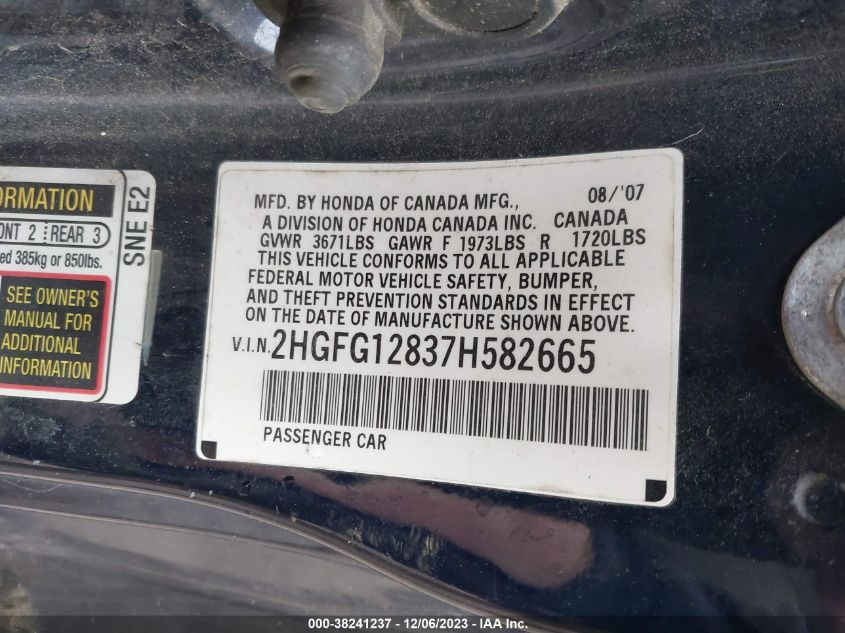 ORMATION
ONT 2 REAR 3
ed 385kg or 850lbs.
SEE OWNER'S
MANUAL FOR
ADDITIONAL
INFORMATION
SNE E2
MFD. BY HONDA OF CANADA MFG., 08/'07
A DIVISION OF HONDA CANADA INC. CANADA
GVWR 3671LBS GAWR F 1973LBS R 1720LBS
THIS VEHICLE CONFORMS TO ALL APPLICABLE
FEDERAL MOTOR VEHICLE SAFETY, BUMPER,
AND THEFT PREVENTION STANDARDS IN EFFECT
ON THE DATE OF MANUFACTURE SHOWN ABOVE.
V.I.N. 2HGFG12837H582665
PASSENGER CAR
000-38241237 - 12/06/2023 - IAA Inc.